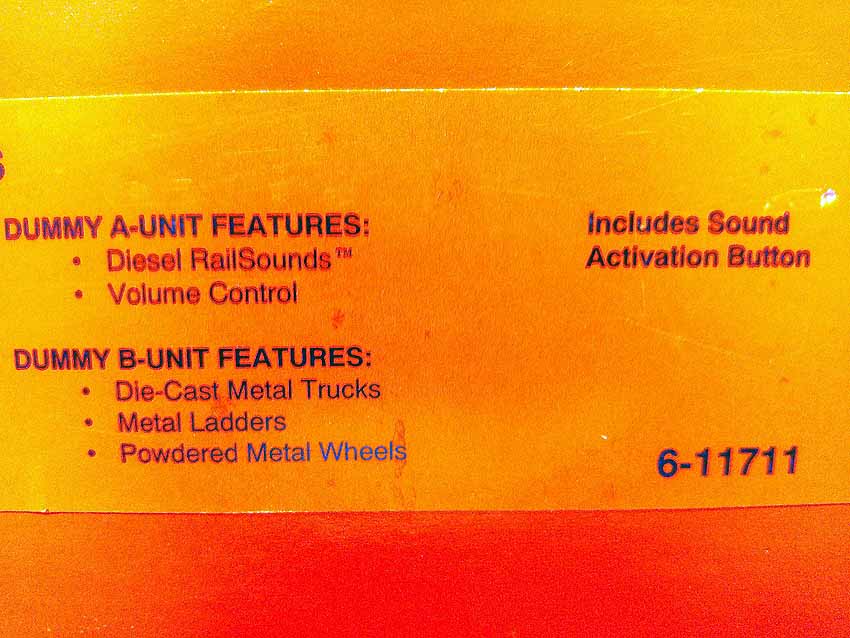 DUMMY A-UNIT FEATURES:
• Diesel RailSounds™
• Volume Control
DUMMY B-UNIT FEATURES:
• Die-Cast Metal Trucks
• Metal Ladders
• Powdered Metal Wheels
Includes Sound
Activation Button
6-11711